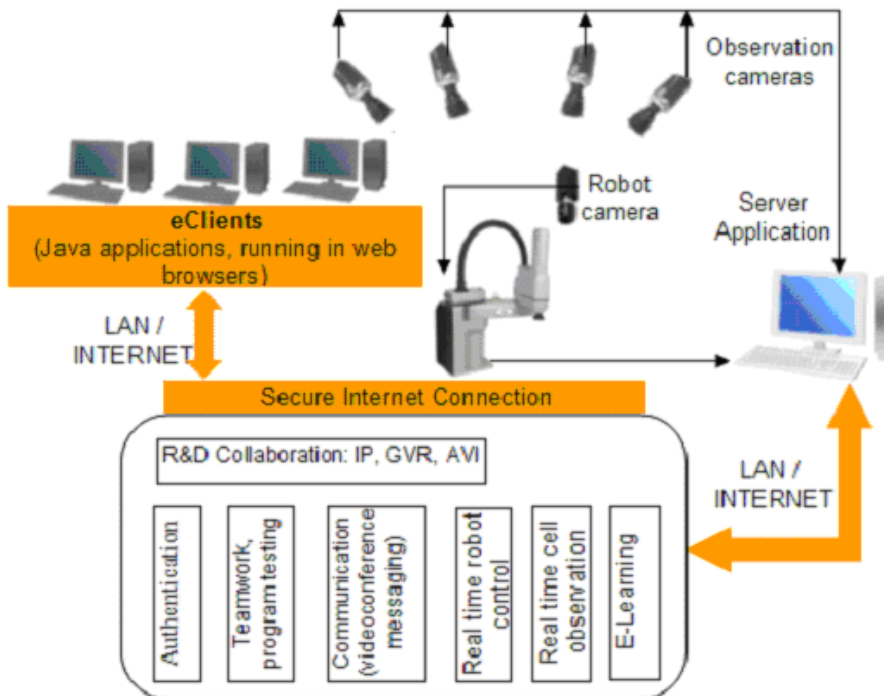 Observation
cameras
Robot
camera
Server
Application
eClients
(Java applications, running in web
browsers)
LAN /
INTERNET
Secure Internet Connection
R&D Collaboration: IP, GVR, AVI
LAN /
INTERNET
Authentication
Teamwork,
program testing
Communication
(videoconference
messaging)
Real time robot
control
Real time cell
observation
E-Learning